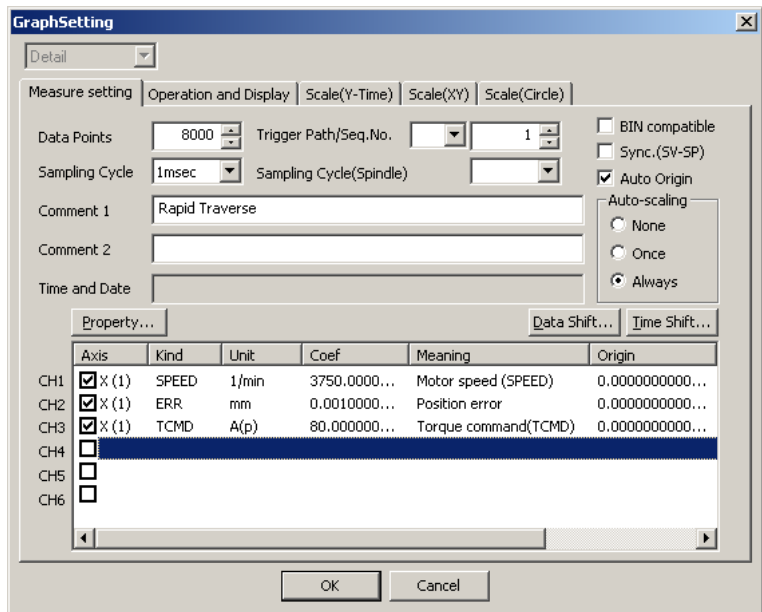 GraphSetting
Detail
Measure setting Operation and Display Scale(Y-Time) Scale(XY) Scale(Circle)
Data Points 8000 Trigger Path/Seq.No. 1 BIN compatible
Sync.(SV-SP)
Sampling Cycle 1msec Sampling Cycle(Spindle) Auto Origin
Comment 1 Rapid Traverse Auto-scaling
None
Comment 2 Once
Time and Date Always
Property... Data Shift... Time Shift...
Axis Kind Unit Coef Meaning Origin
CH1 X (1) SPEED 1/min 3750.0000... Motor speed (SPEED) 0.0000000000...
CH2 X (1) ERR mm 0.0010000... Position error 0.0000000000...
CH3 X (1) TCMD A(p) 80.000000... Torque command(TCMD) 0.0000000000...
CH4
CH5
CH6
OK Cancel